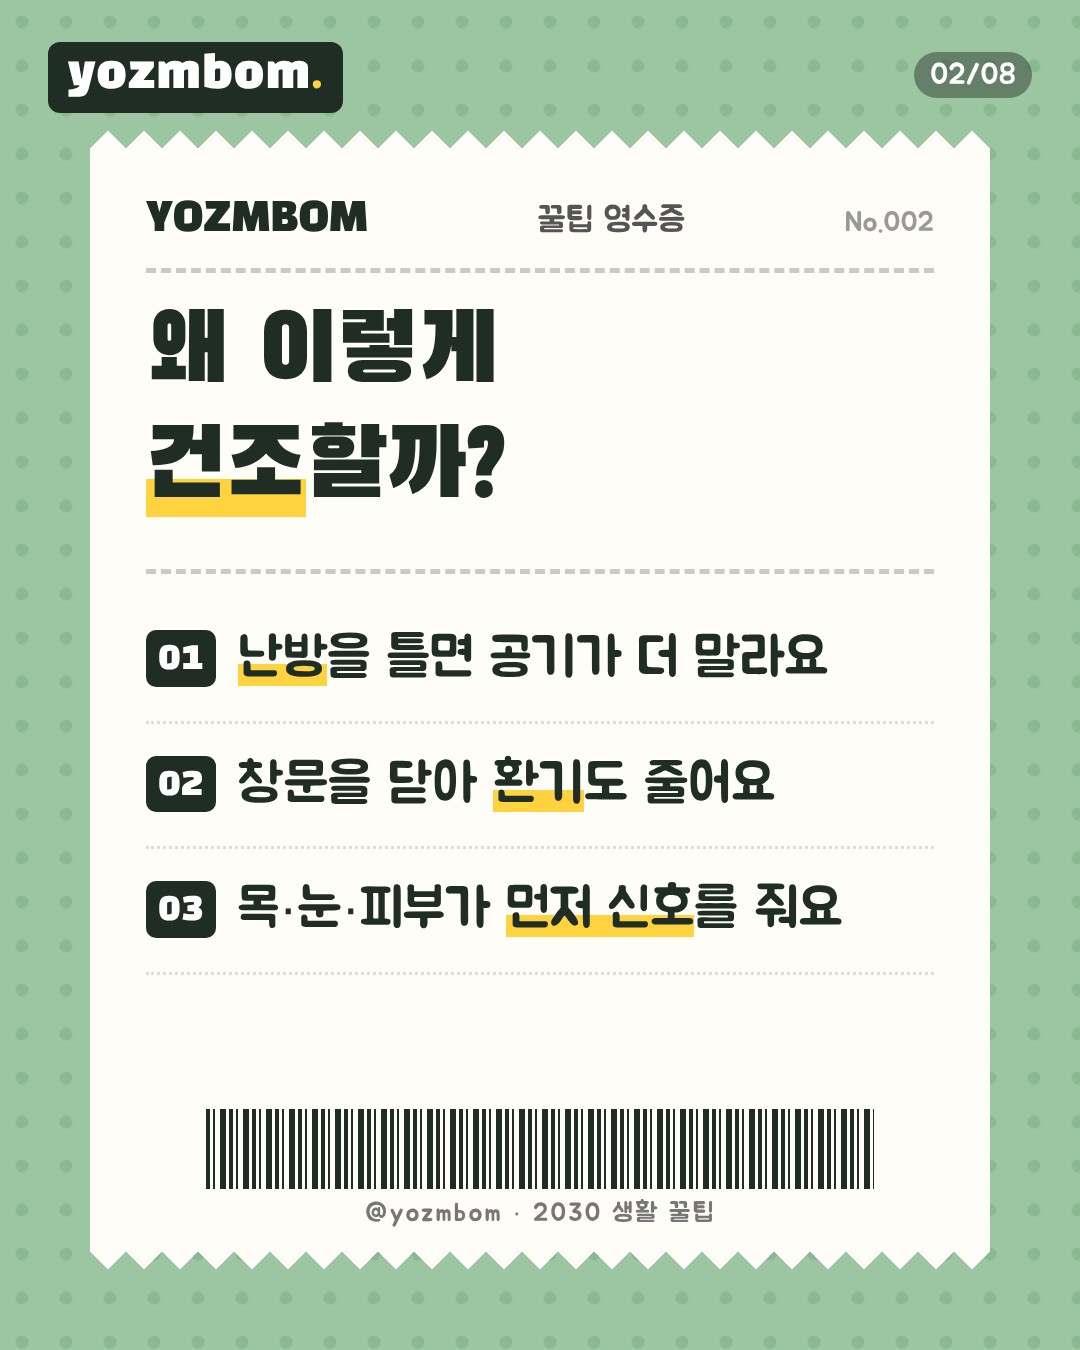 yozmbom.
02/08
YOZMBOM 꿀팁 영수증 No.002
왜 이렇게
건조할까?
01 난방을 틀면 공기가 더 말라요
02 창문을 닫아 환기도 줄어요
03 목·눈·피부가 먼저 신호를 줘요
@yozmbom · 2030 생활 꿀팁